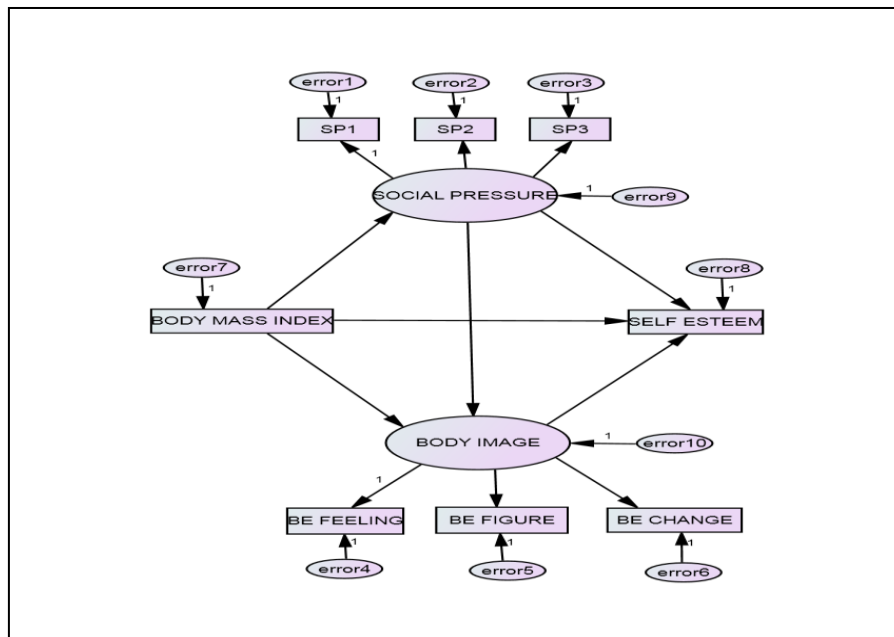 error1
error2
error3
1
1
1
SP1
SP2
SP3
1
SOCIAL PRESSURE
1
error9
error7
error8
1
1
BODY MASS INDEX
SELF ESTEEM
BODY IMAGE
1
error10
1
BE FEELING
BE FIGURE
BE CHANGE
1
1
1
error4
error5
error6